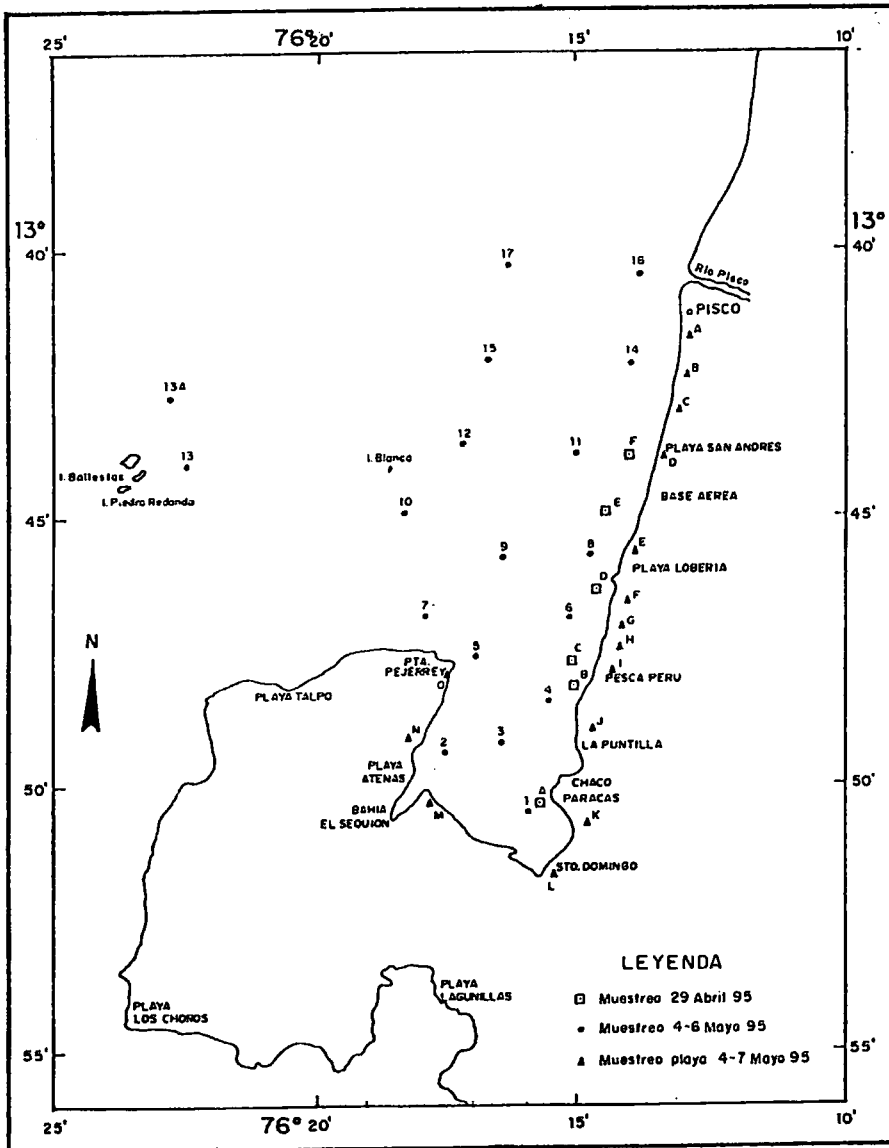 25'
76° 20'
15'
10'
13°
40'
13°
40'
17
16
Rio Pisco
PISCO
A
15
14
B
13A
C
12
11
F
PLAYA SAN ANDRES
D
13
I. Blanca
I. Ballestas
I. Piedra Redonda
BASE AEREA
10
E
45'
45'
9
8
E
PLAYA LOBERIA
D
7
6
F
G
N
5
C
H
PTA. PEJERREY
O
B
I
PESCA PERU
PLAYA TALPO
4
N
2
3
J
LA PUNTILLA
PLAYA ATENAS
50'
50'
CHACO
PARACAS
BAHIA
EL SEQUION
M
1
A
K
STO. DOMINGO
L
LEYENDA
PLAYA
LAGUNILLAS
PLAYA
LOS CHOROS
Muestreo 29 Abril 95
Muestreo 4-6 Mayo 95
Muestreo playa 4-7 Mayo 95
55'
55'
25'
76° 20'
15'
10'